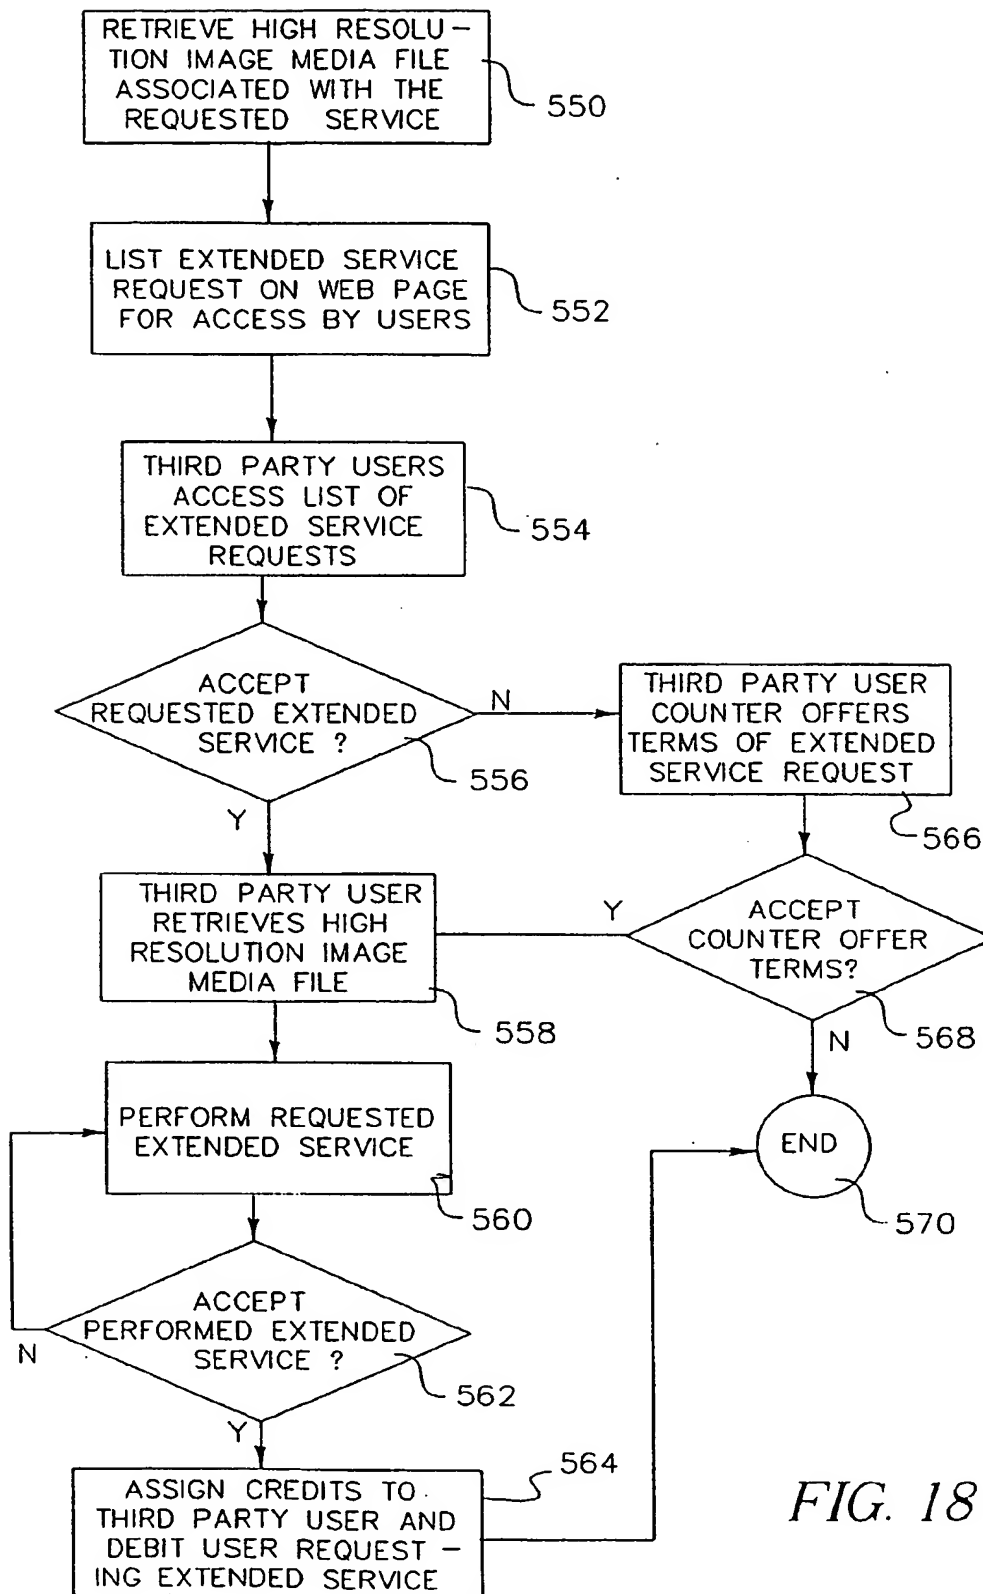 RETRIEVE HIGH RESOLU-
TION IMAGE MEDIA FILE
ASSOCIATED WITH THE
REQUESTED SERVICE
550
LIST EXTENDED SERVICE
REQUEST ON WEB PAGE
FOR ACCESS BY USERS
552
THIRD PARTY USERS
ACCESS LIST OF
EXTENDED SERVICE
REQUESTS
554
ACCEPT
REQUESTED EXTENDED
SERVICE ?
556
N
Y
THIRD PARTY USER
COUNTER OFFERS
TERMS OF EXTENDED
SERVICE REQUEST
566
THIRD PARTY USER
RETRIEVES HIGH
RESOLUTION IMAGE
MEDIA FILE
558
Y
ACCEPT
COUNTER OFFER
TERMS?
568
N
PERFORM REQUESTED
EXTENDED SERVICE
560
END
570
ACCEPT
PERFORMED EXTENDED
SERVICE ?
562
N
Y
ASSIGN CREDITS TO
THIRD PARTY USER AND
DEBIT USER REQUEST -
ING EXTENDED SERVICE
564
FIG. 18